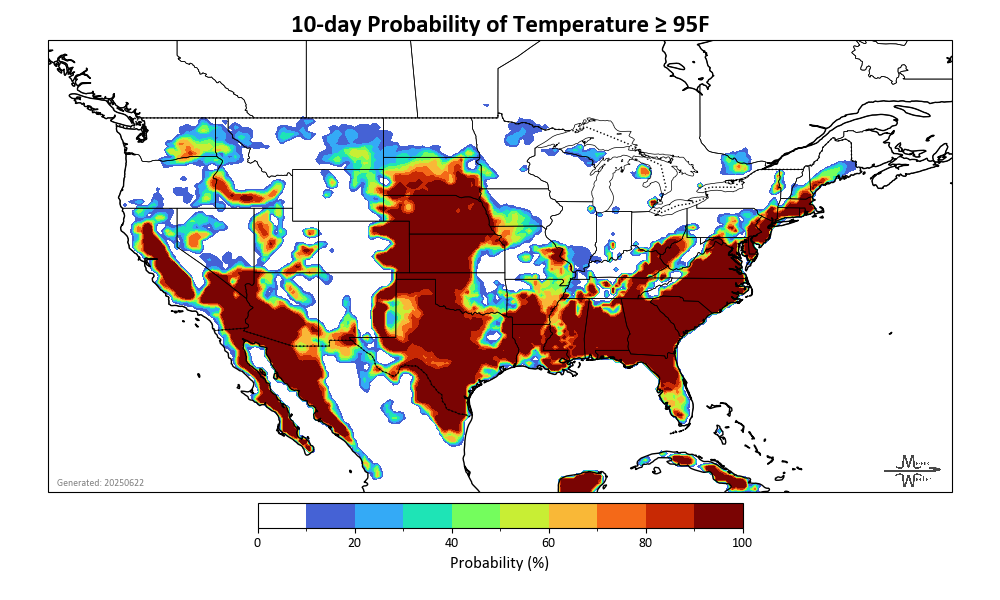 10-day Probability of Temperature ≥ 95F
Generated: 20250622
0 20 40 60 80 100
Probability (%)